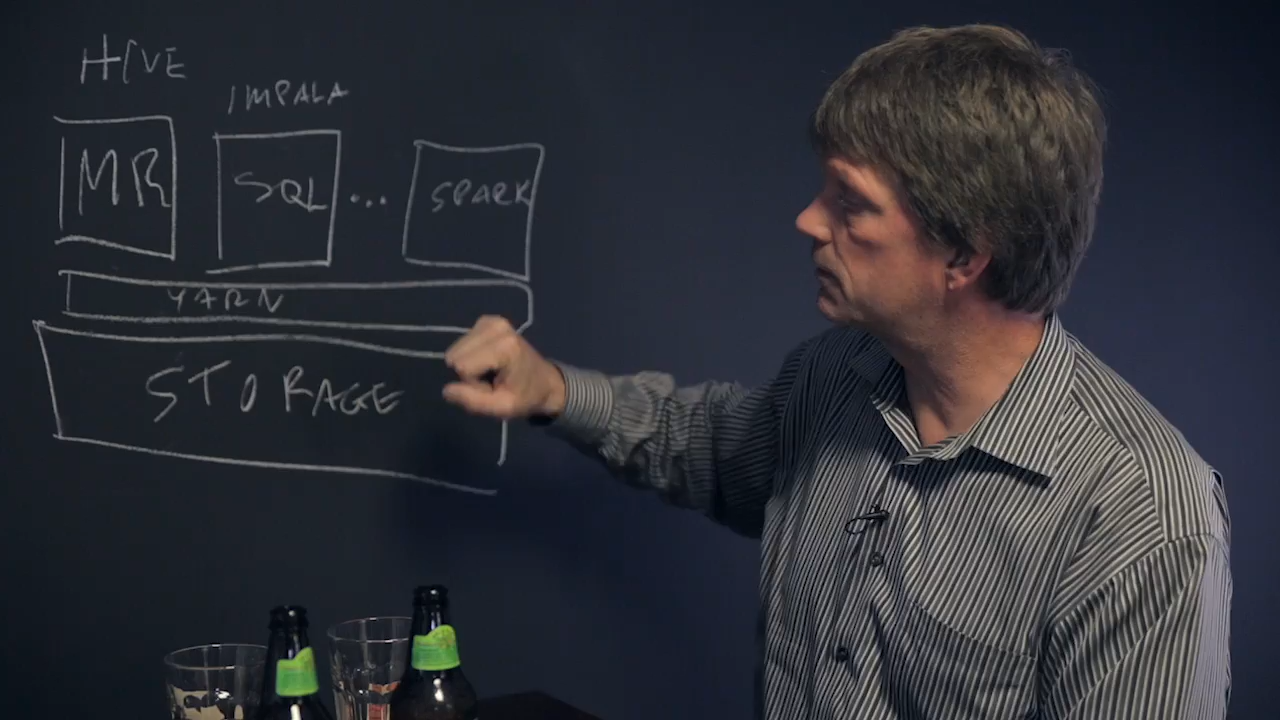 HIVE
IMPALA
MR
SQL ... SPARK
YARN
STORAGE